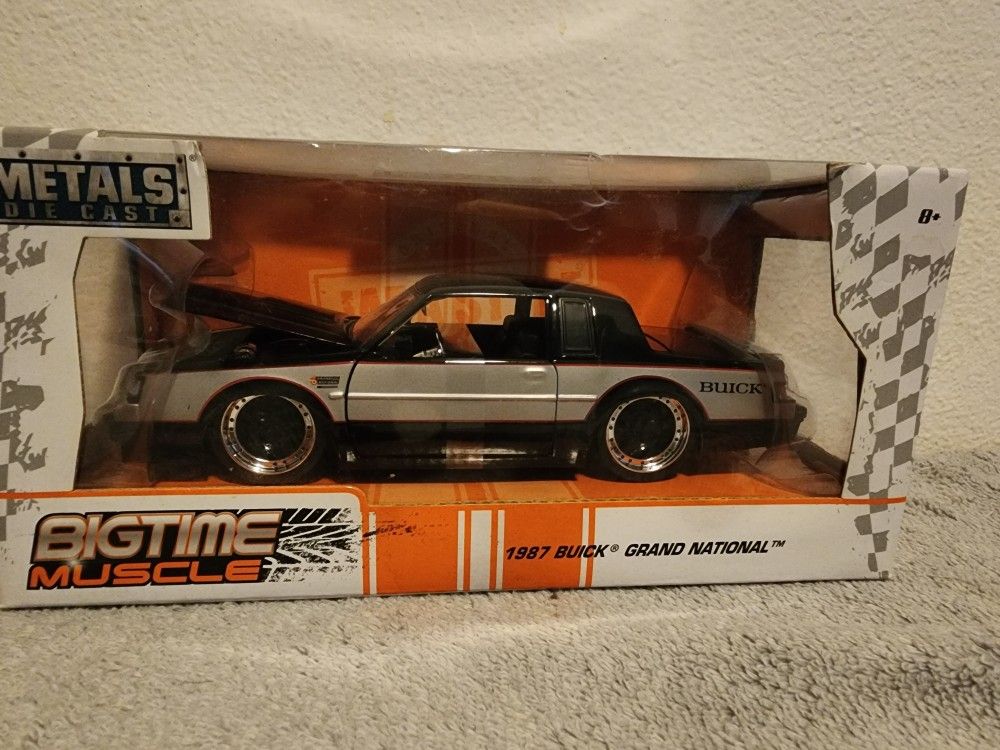 METALS®
DIE CAST
8+
BUICK
BIGTIME
MUSCLE
1987 BUICK® GRAND NATIONAL™